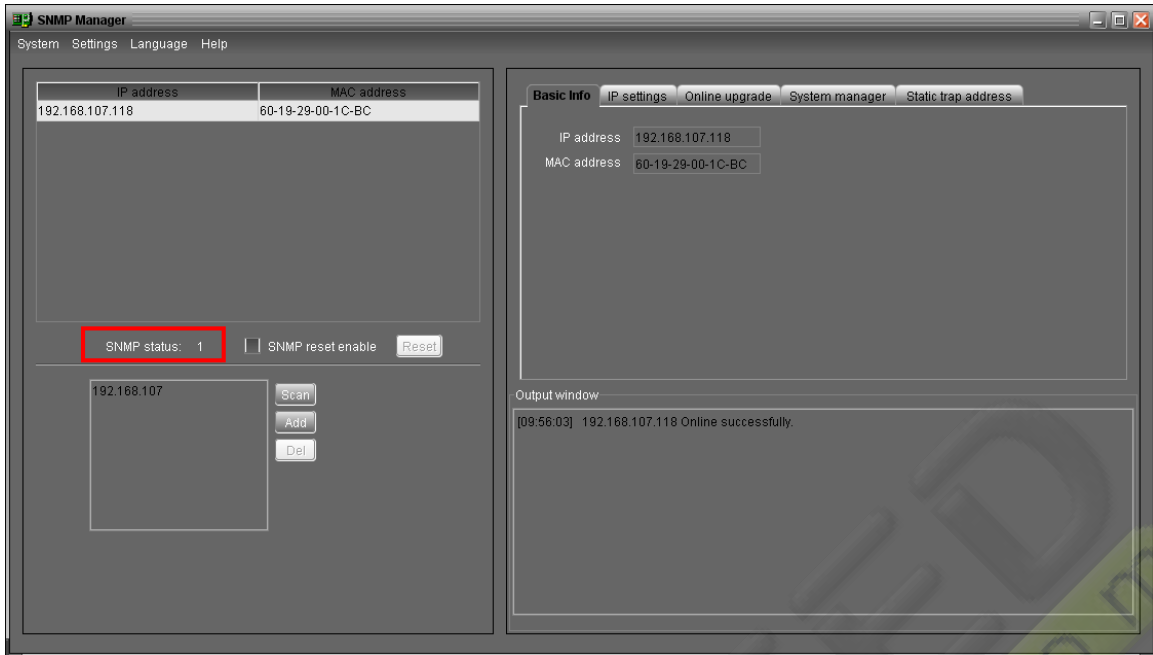 SNMP Manager
System Settings Language Help
IP address MAC address
192.168.107.118 60-19-29-00-1C-BC
SNMP status: 1 SNMP reset enable Reset
192.168.107
Scan
Add
Del
Basic Info IP settings Online upgrade System manager Static trap address
IP address 192.168.107.118
MAC address 60-19-29-00-1C-BC
Output window
[09:56:03] 192.168.107.118 Online successfully.